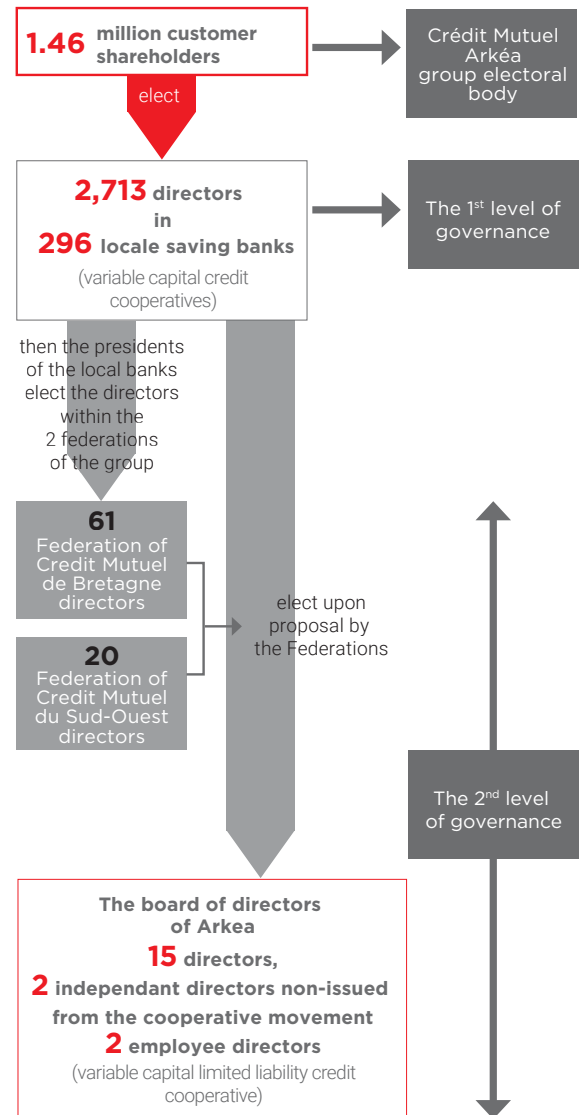 1.46 million customer
shareholders
Crédit Mutuel
Arkéa
group electoral
body
elect
2,713 directors
in
296 locale saving banks
(variable capital credit
cooperatives)
The 1st level of
governance
then the presidents
of the local banks
elect the directors
within the
2 federations
of the group
61
Federation of
Credit Mutuel
de Bretagne
directors
20
Federation of
Credit Mutuel
du Sud-Ouest
directors
elect upon
proposal by
the Federations
The 2nd level
of governance
The board of directors
of Arkea
15 directors,
2 independant directors non-issued
from the cooperative movement
2 employee directors
(variable capital limited liability credit
cooperative)